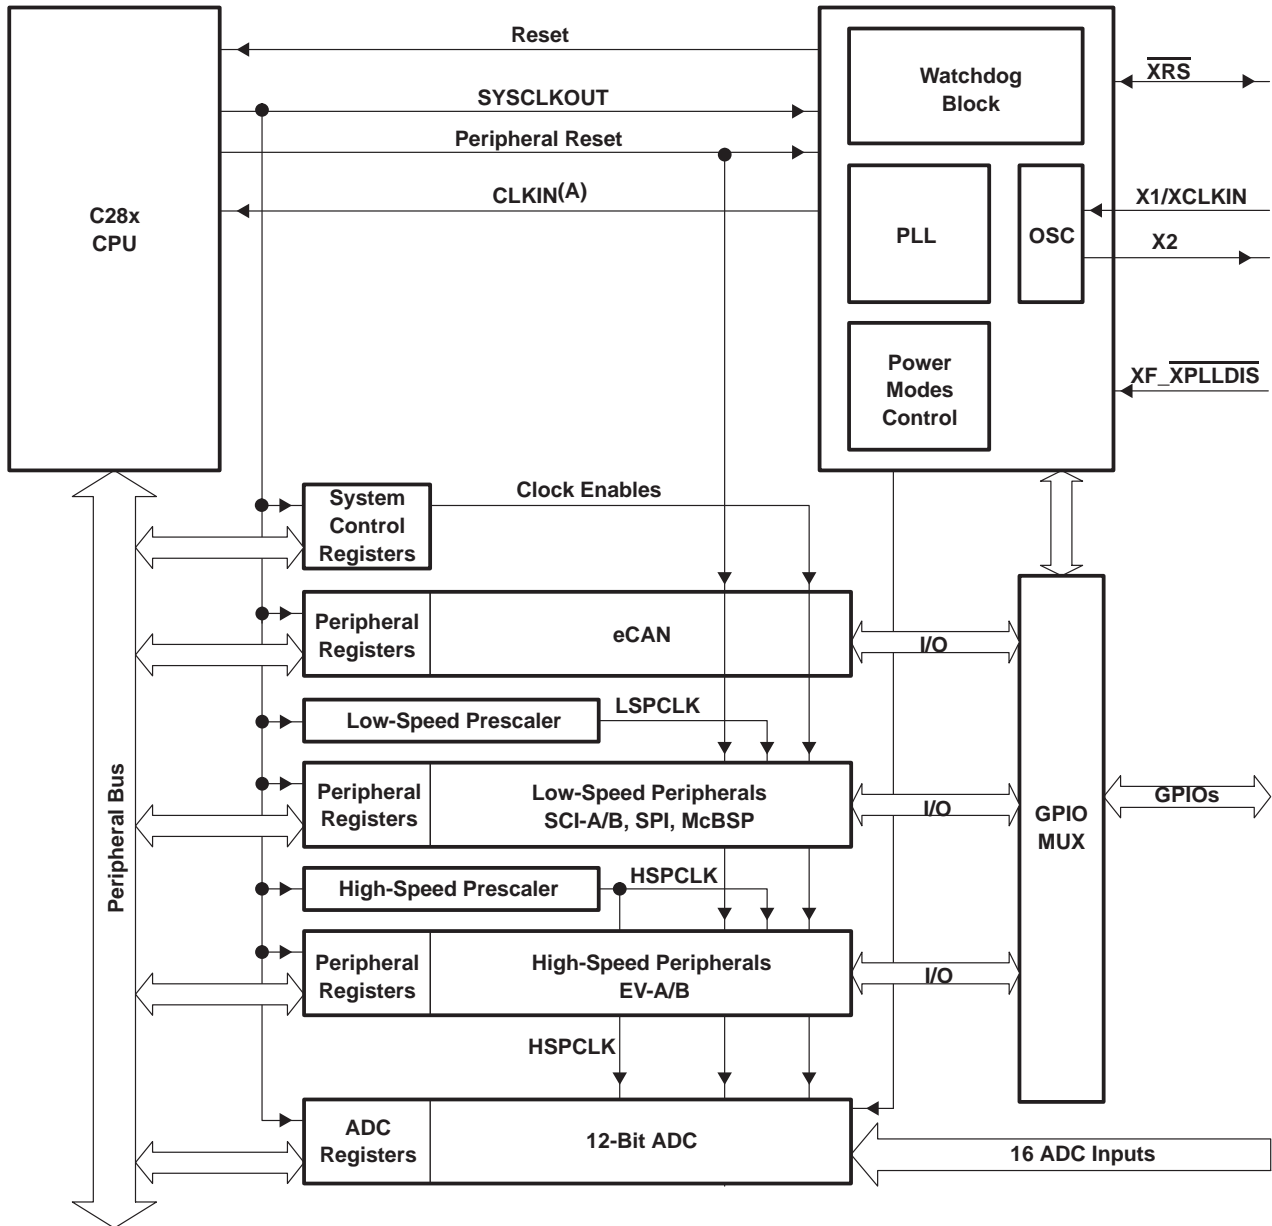 Reset
Watchdog
Block
XRS
SYSCLKOUT
Peripheral Reset
CLKIN(A)
C28x
CPU
PLL
OSC
X1/XCLKIN
X2
Power
Modes
Control
XF_XPLLDIS
System
Control
Registers
Clock Enables
Peripheral
Registers
eCAN
I/O
Low-Speed Prescaler
LSPCLK
Peripheral Bus
Peripheral
Registers
Low-Speed Peripherals
SCI-A/B, SPI, McBSP
I/O
GPIO
MUX
GPIOs
High-Speed Prescaler
HSPCLK
Peripheral
Registers
High-Speed Peripherals
EV-A/B
I/O
HSPCLK
ADC
Registers
12-Bit ADC
16 ADC Inputs